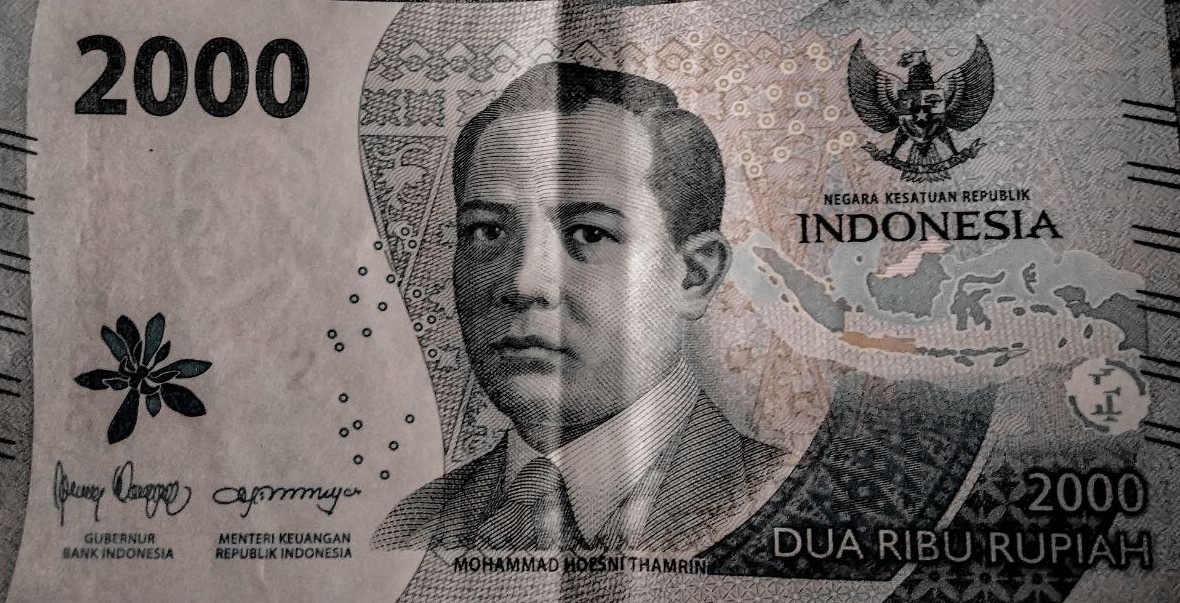 2000
NEGARA KESATUAN REPUBLIK
INDONESIA
GUBERNUR
BANK INDONESIA
MENTERI KEUANGAN
REPUBLIK INDONESIA
MOHAMMAD HOESNI THAMRIN
2000
DUA RIBU RUPIAH